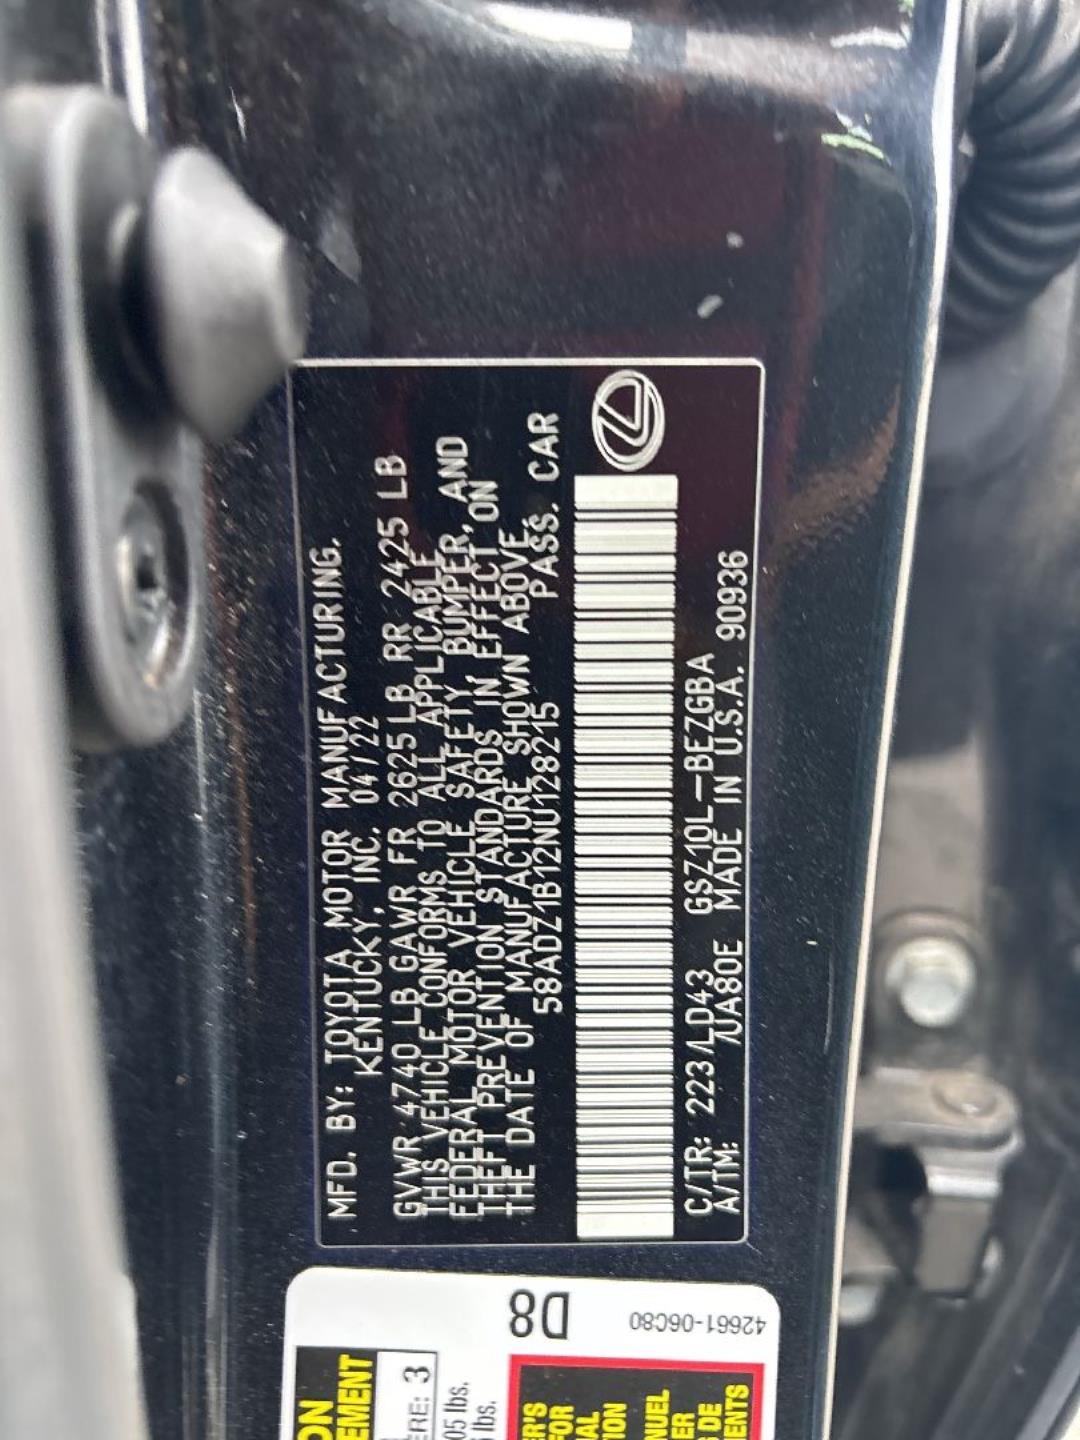 MFD. BY: TOYOTA MOTOR MANUFACTURING.
KENTUCKY, INC. 04/22
GVWR 4740 LB GAWR FR 2625 LB RR 2425 LB
THIS VEHICLE CONFORMS TO ALL APPLICABLE
FEDERAL MOTOR VEHICLE SAFETY, BUMPER, AND
THEFT PREVENTION STANDARDS IN EFFECT ON
THE DATE OF MANUFACTURE SHOWN ABOVE.
58ADZ1B12NU128215 PASS. CAR
C/TR: 223/LD43 GSZ10L-BEZGBA
A/TM: /UA80E MADE IN U.S.A. 90936
D8
42661-06C80
3